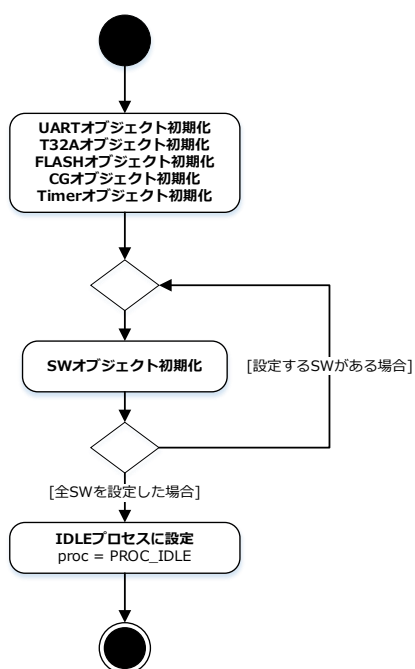 UARTオブジェクト初期化
T32Aオブジェクト初期化
FLASHオブジェクト初期化
CGオブジェクト初期化
Timerオブジェクト初期化
SWオブジェクト初期化
[設定するSWがある場合]
[全SWを設定した場合]
IDLEプロセスに設定
proc = PROC_IDLE